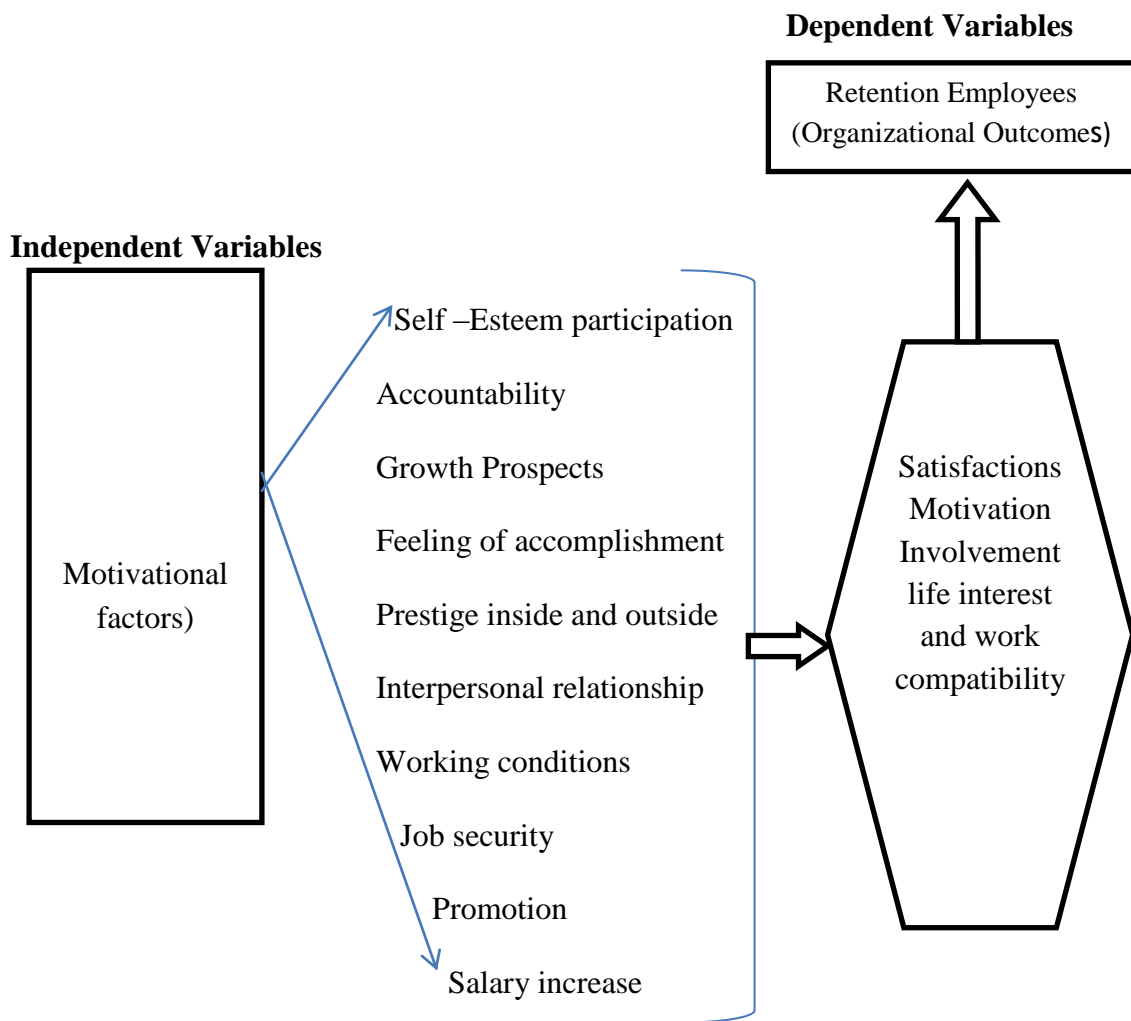 Dependent Variables
Retention Employees
(Organizational Outcomes)
Independent Variables
Motivational
factors)
Self –Esteem participation
Accountability
Growth Prospects
Feeling of accomplishment
Prestige inside and outside
Interpersonal relationship
Working conditions
Job security
Promotion
Salary increase
Satisfactions
Motivation
Involvement
life interest
and work
compatibility